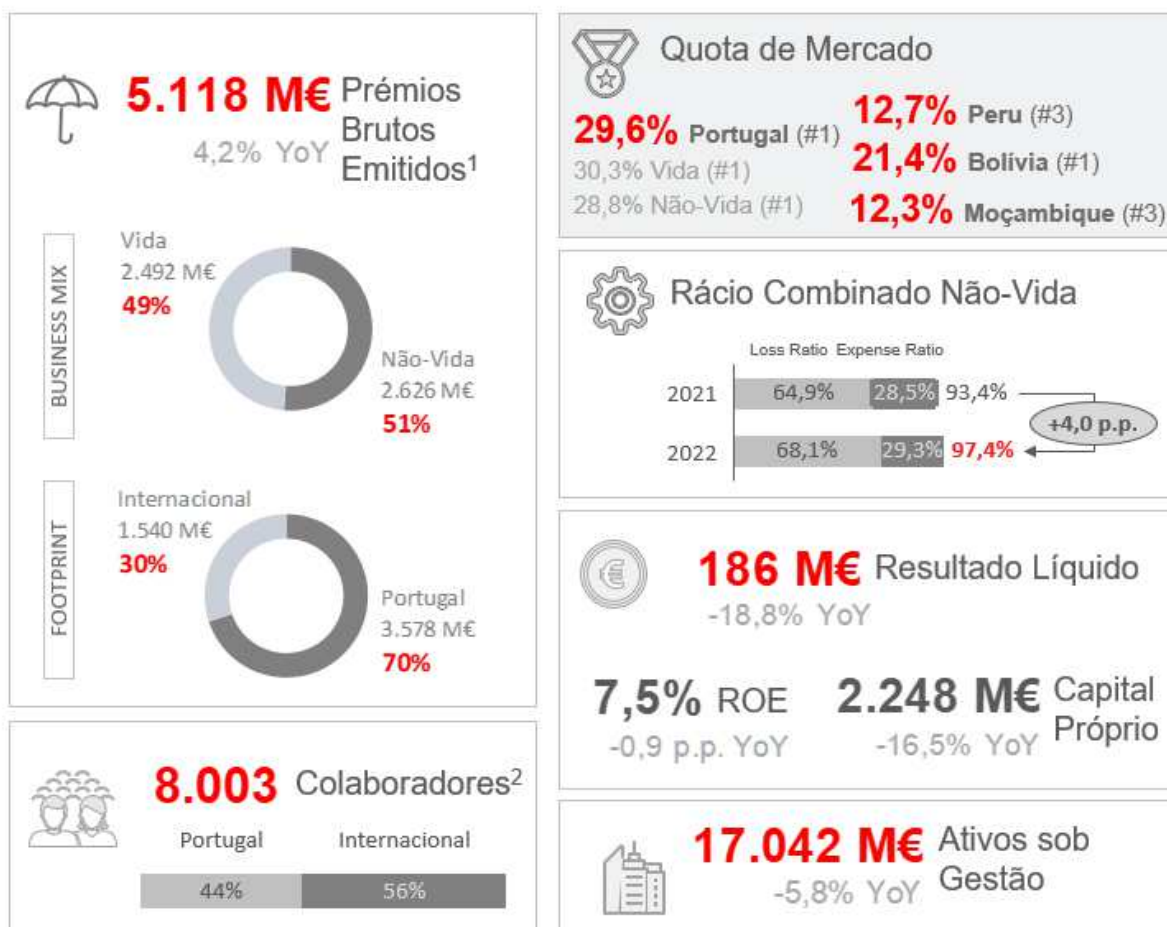 5.118 M€ Prémios
4,2% YoY Brutos
Emitidos¹
BUSINESS MIX
Vida
2.492 M€
49%
Não-Vida
2.626 M€
51%
FOOTPRINT
Internacional
1.540 M€
30%
Portugal
3.578 M€
70%
8.003 Colaboradores²
Portugal Internacional
44% 56%
Quota de Mercado
29,6% Portugal (#1)
30,3% Vida (#1)
28,8% Não-Vida (#1)
12,7% Peru (#3)
21,4% Bolívia (#1)
12,3% Moçambique (#3)
Rácio Combinado Não-Vida
Loss Ratio Expense Ratio
2021 64,9% 28,5% 93,4%
+4,0 p.p.
2022 68,1% 29,3% 97,4%
186 M€ Resultado Líquido
-18,8% YoY
7,5% ROE
-0,9 p.p. YoY
2.248 M€ Capital
-16,5% YoY Próprio
17.042 M€ Ativos sob
-5,8% YoY Gestão